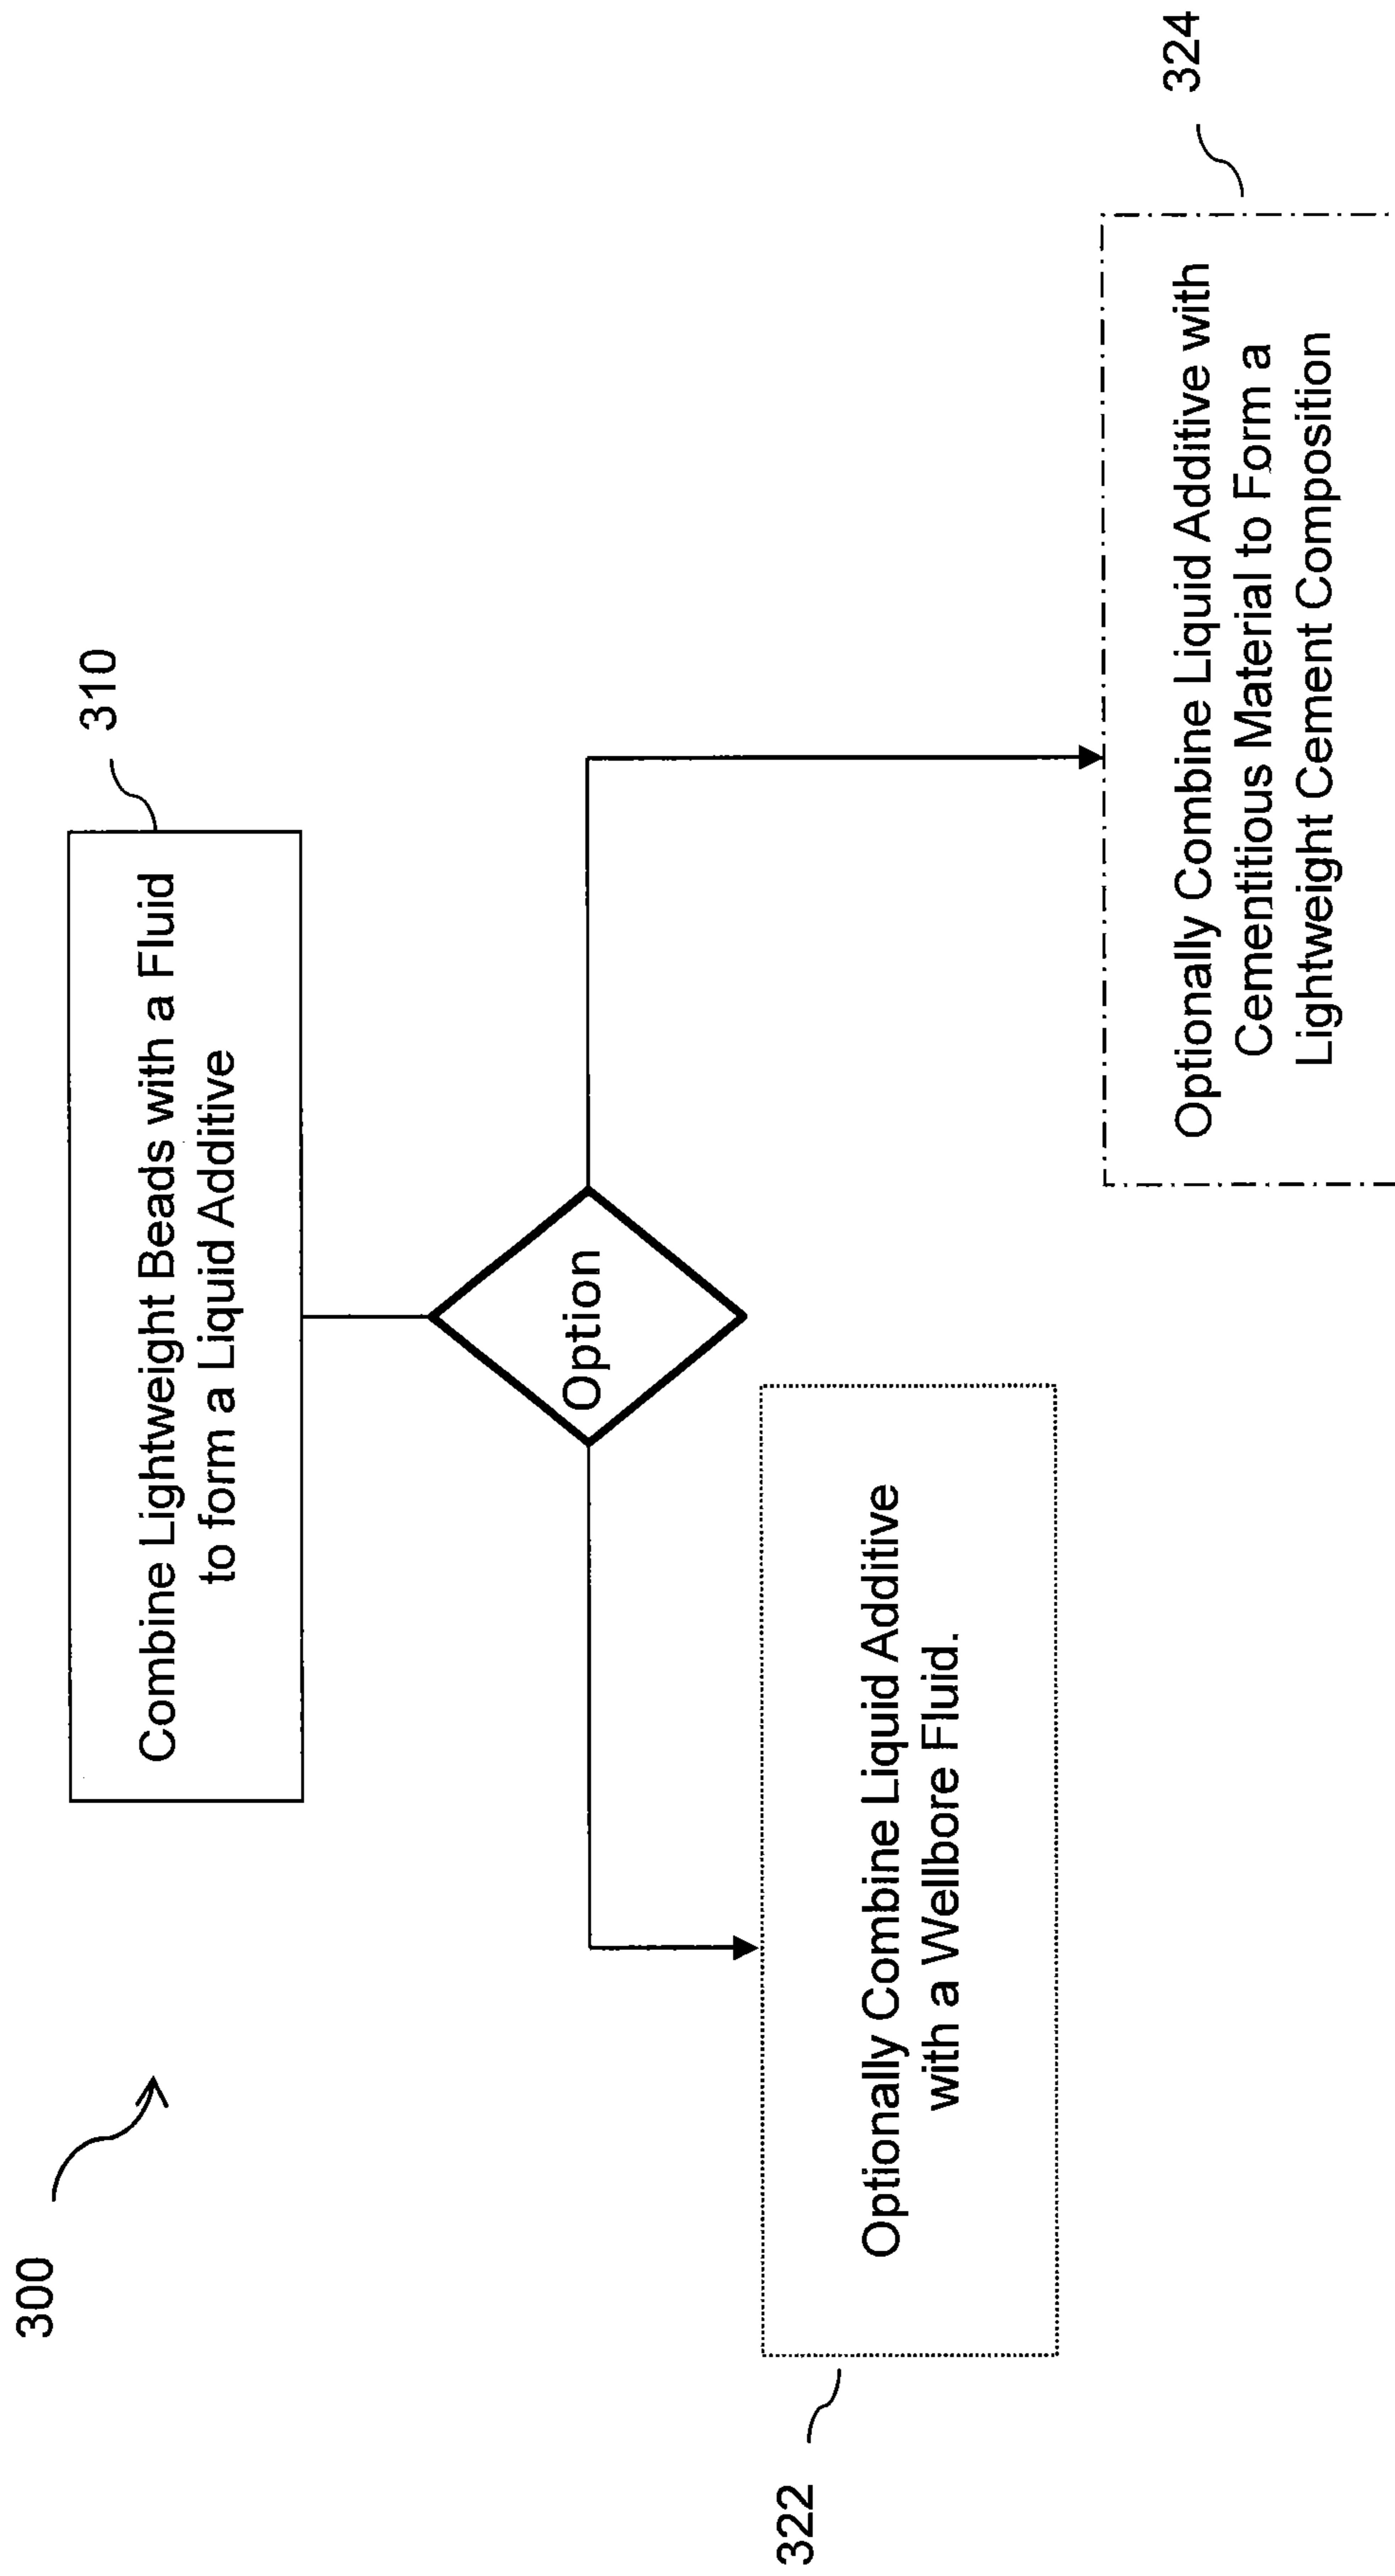 300
310
Combine Lightweight Beads with a Fluid
to form a Liquid Additive
Option
322
Optionally Combine Liquid Additive
with a Wellbore Fluid.
324
Optionally Combine Liquid Additive with
Cementitious Material to Form a
Lightweight Cement Composition